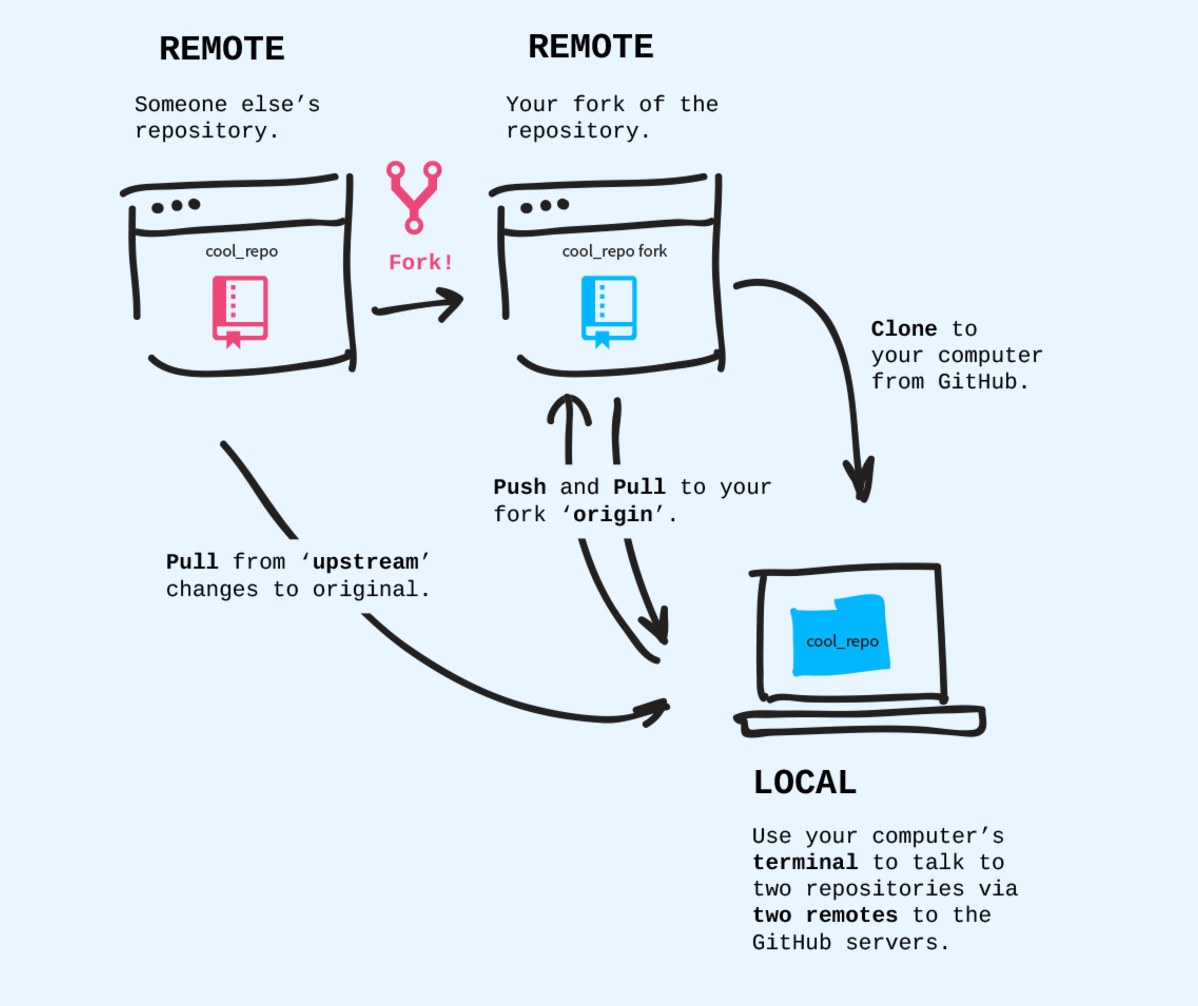 REMOTE
Someone else’s
repository.
cool_repo
Fork!
REMOTE
Your fork of the
repository.
cool_repo fork
Clone to
your computer
from GitHub.
Push and Pull to your
fork ‘origin’.
Pull from ‘upstream’
changes to original.
cool_repo
LOCAL
Use your computer’s
terminal to talk to
two repositories via
two remotes to the
GitHub servers.